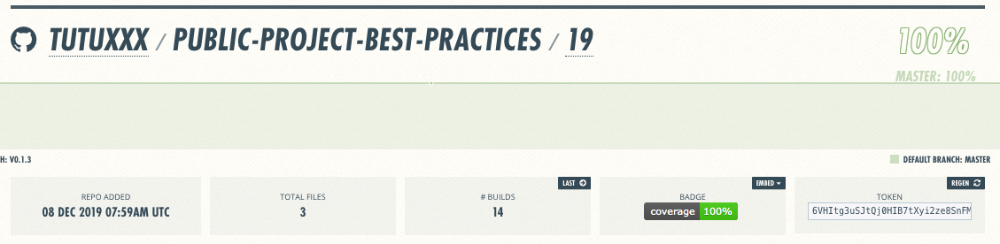 TUTUXXX / PUBLIC-PROJECT-BEST-PRACTICES / 19
100%
MASTER: 100%
H: V0.1.3
DEFAULT BRANCH: MASTER
LAST
EMBED
REGEN
REPO ADDED
TOTAL FILES
# BUILDS
BADGE
TOKEN
08 DEC 2019 07:59AM UTC
3
14
coverage 100%
6VHItg3uSJtQj0HIB7tXyi2ze8SnFM